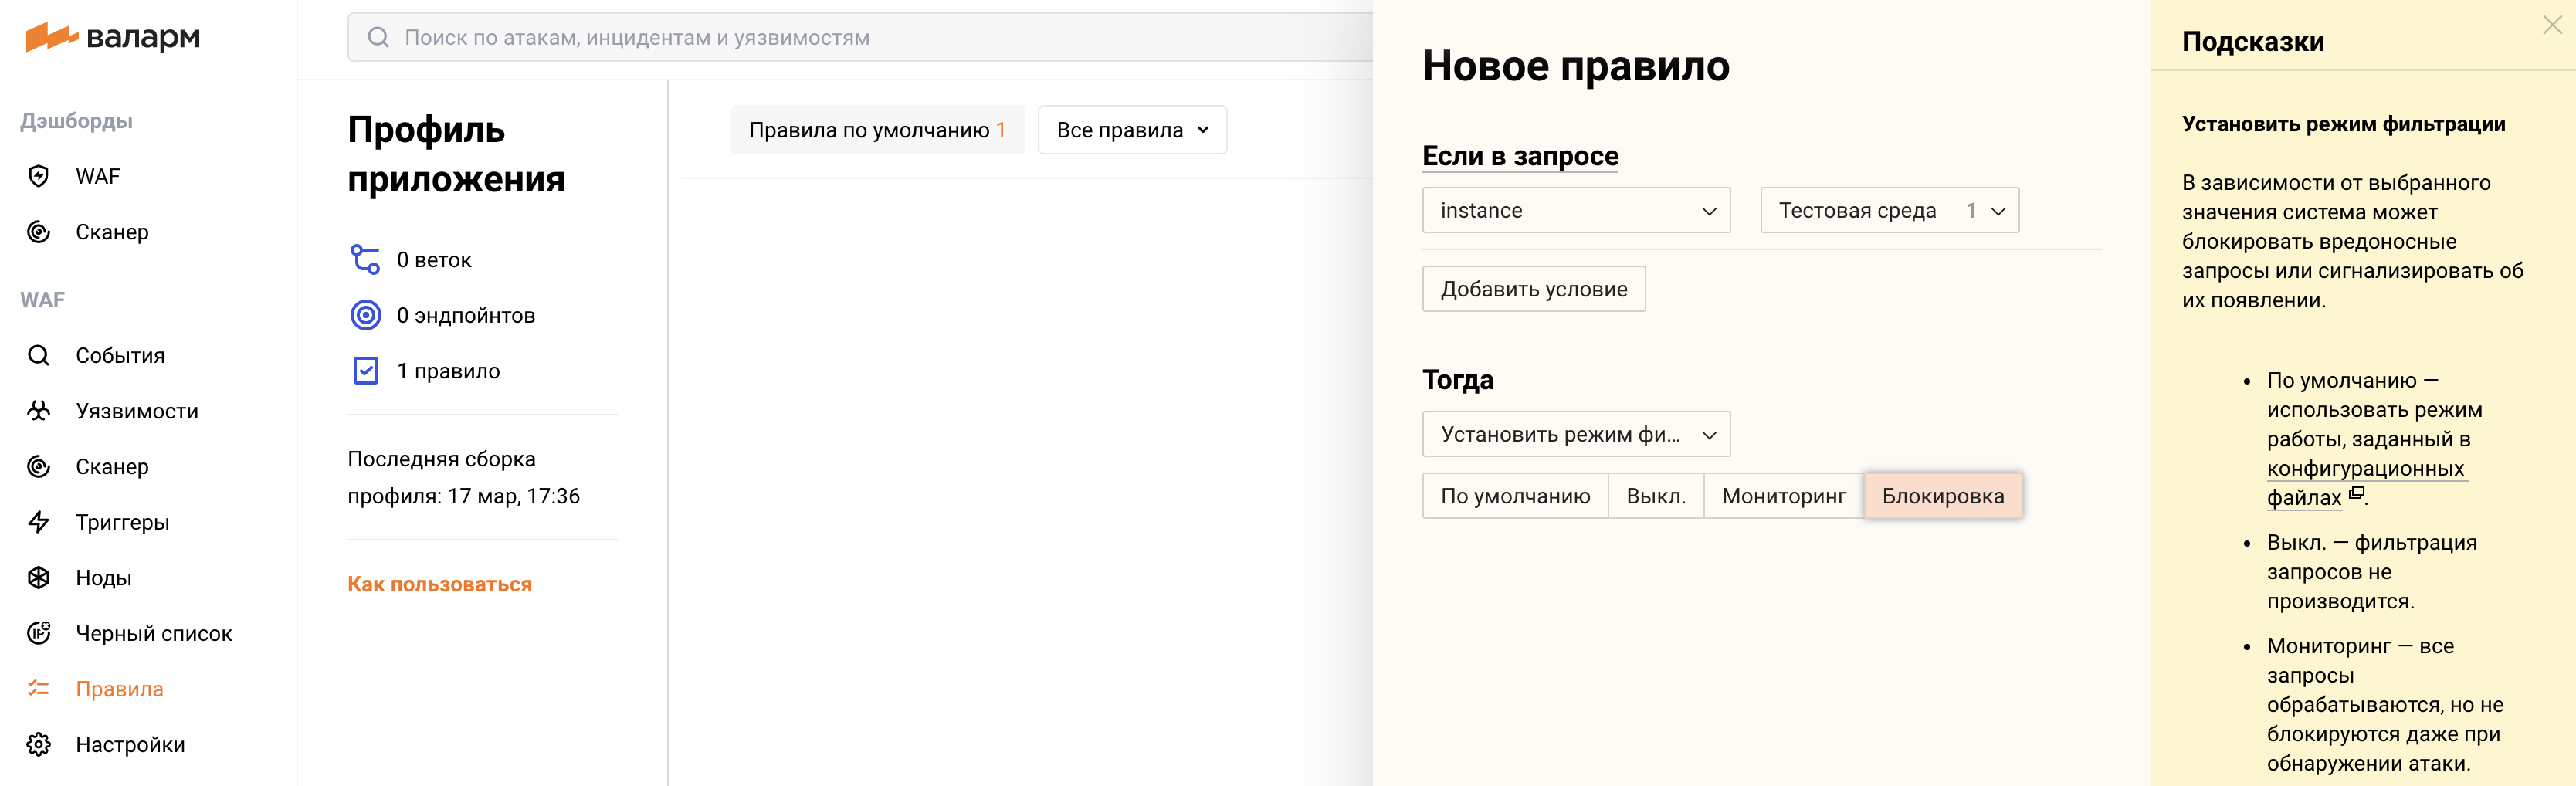 валарм
Дэшборды
WAF
Сканер
WAF
События
Уязвимости
Сканер
Триггеры
Ноды
Черный список
Правила
Настройки
Поиск по атакам, инцидентам и уязвимостям
Профиль
приложения
0 веток
0 эндпойнтов
1 правило
Последняя сборка
профиля: 17 мар, 17:36
Как пользоваться
Правила по умолчанию 1
Все правила
Новое правило
Если в запросе
instance
Тестовая среда 1
Добавить условие
Тогда
Установить режим фи...
По умолчанию
Выкл.
Мониторинг
Блокировка
Подсказки
Установить режим фильтрации
В зависимости от выбранного
значения система может
блокировать вредоносные
запросы или сигнализировать об
их появлении.
• По умолчанию —
использовать режим
работы, заданный в
конфигурационных
файлах.
• Выкл. — фильтрация
запросов не
производится.
• Мониторинг — все
запросы
обрабатываются, но не
блокируются даже при
обнаружении атаки.